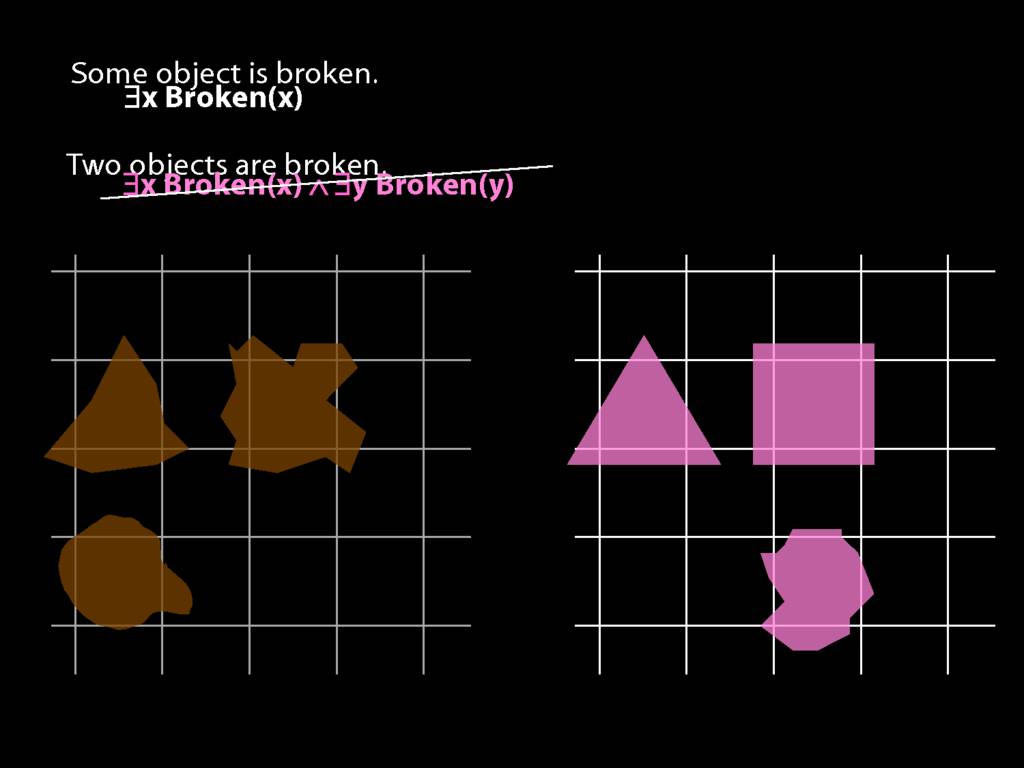 Some object is broken.
∃x Broken(x)
Two objects are broken.
∃x Broken(x) ∧ ∃y Broken(y)